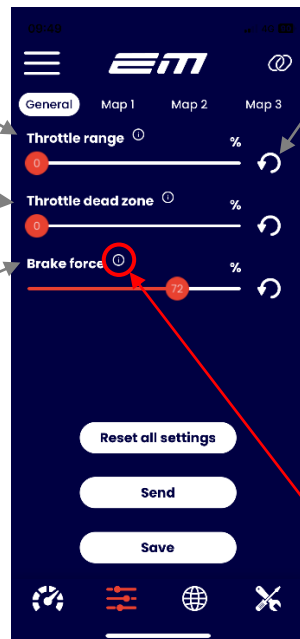 EM
General Map 1 Map 2 Map 3
Throttle range %
0
Throttle dead zone %
0
Brake force %
72
Reset all settings
Send
Save